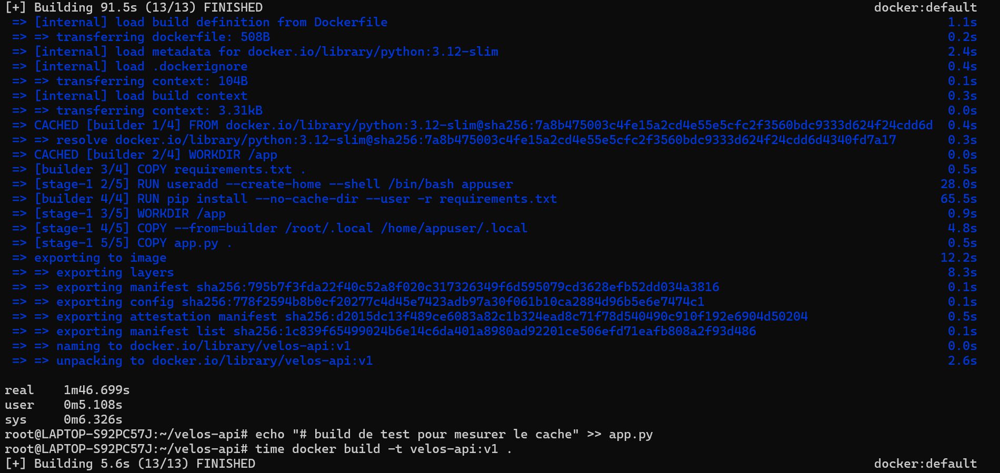 [+] Building 91.5s (13/13) FINISHED docker:default
=> [internal] load build definition from Dockerfile 1.1s
=> => transferring dockerfile: 508B 0.2s
=> [internal] load metadata for docker.io/library/python:3.12-slim 2.4s
=> [internal] load .dockerignore 0.4s
=> => transferring context: 104B 0.1s
=> [internal] load build context 0.3s
=> => transferring context: 3.31kB 0.0s
=> CACHED [builder 1/4] FROM docker.io/library/python:3.12-slim@sha256:7a8b475003c4fe15a2cd4e55e5cfc2f3560bdc9333d624f24cdd6d 0.4s
=> => resolve docker.io/library/python:3.12-slim@sha256:7a8b475003c4fe15a2cd4e55e5cfc2f3560bdc9333d624f24cdd6d4340fd7a17 0.3s
=> CACHED [builder 2/4] WORKDIR /app 0.0s
=> [builder 3/4] COPY requirements.txt . 0.5s
=> [stage-1 2/5] RUN useradd --create-home --shell /bin/bash appuser 28.0s
=> [builder 4/4] RUN pip install --no-cache-dir --user -r requirements.txt 65.5s
=> [stage-1 3/5] WORKDIR /app 0.9s
=> [stage-1 4/5] COPY --from=builder /root/.local /home/appuser/.local 4.8s
=> [stage-1 5/5] COPY app.py . 0.5s
=> exporting to image 12.2s
=> => exporting layers 8.3s
=> => exporting manifest sha256:795b7f3fda22f40c52a8f020c317326349f6d595079cd3628efb52dd034a3816 0.1s
=> => exporting config sha256:778f2594b8b0cf20277c4d45e7423adb97a30f061b10ca2884d96b5e6e7474c1 0.1s
=> => exporting attestation manifest sha256:d2015dc13f489ce6083a82c1b324ead8c71f78d540490c910f192e6904d50204 0.5s
=> => exporting manifest list sha256:1c839f65499024b6e14c6da401a8980ad92201ce506efd71eafb808a2f93d486 0.1s
=> => naming to docker.io/library/velos-api:v1 0.0s
=> => unpacking to docker.io/library/velos-api:v1 2.6s
real 1m46.699s
user 0m5.108s
sys 0m6.326s
root@LAPTOP-S92PC57J:~/velos-api# echo "# build de test pour mesurer le cache" >> app.py
root@LAPTOP-S92PC57J:~/velos-api# time docker build -t velos-api:v1 .
[+] Building 5.6s (13/13) FINISHED docker:default